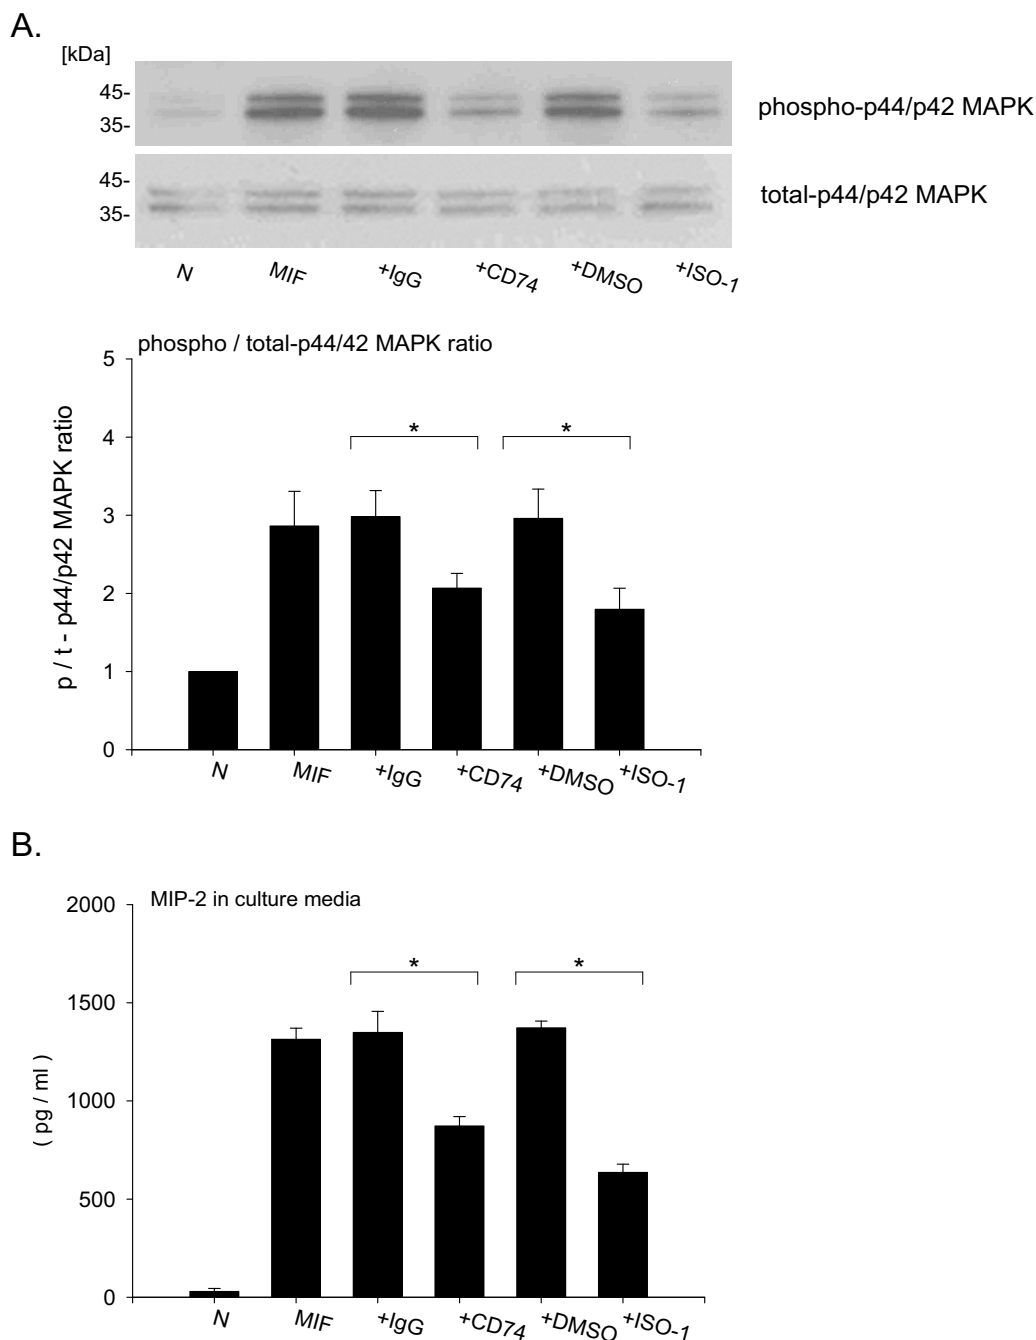 A.
[kDa]
45-
35-
phospho-p44/p42 MAPK
45-
35-
total-p44/p42 MAPK
N MIF +IgG +CD74 +DMSO +ISO-1
phospho / total-p44/42 MAPK ratio
p / t - p44/p42 MAPK ratio
5
4
3
2
1
0
* *
N MIF +IgG +CD74 +DMSO +ISO-1
B.
MIP-2 in culture media
( pg / ml )
2000
1500
1000
500
0
* *
N MIF +IgG +CD74 +DMSO +ISO-1